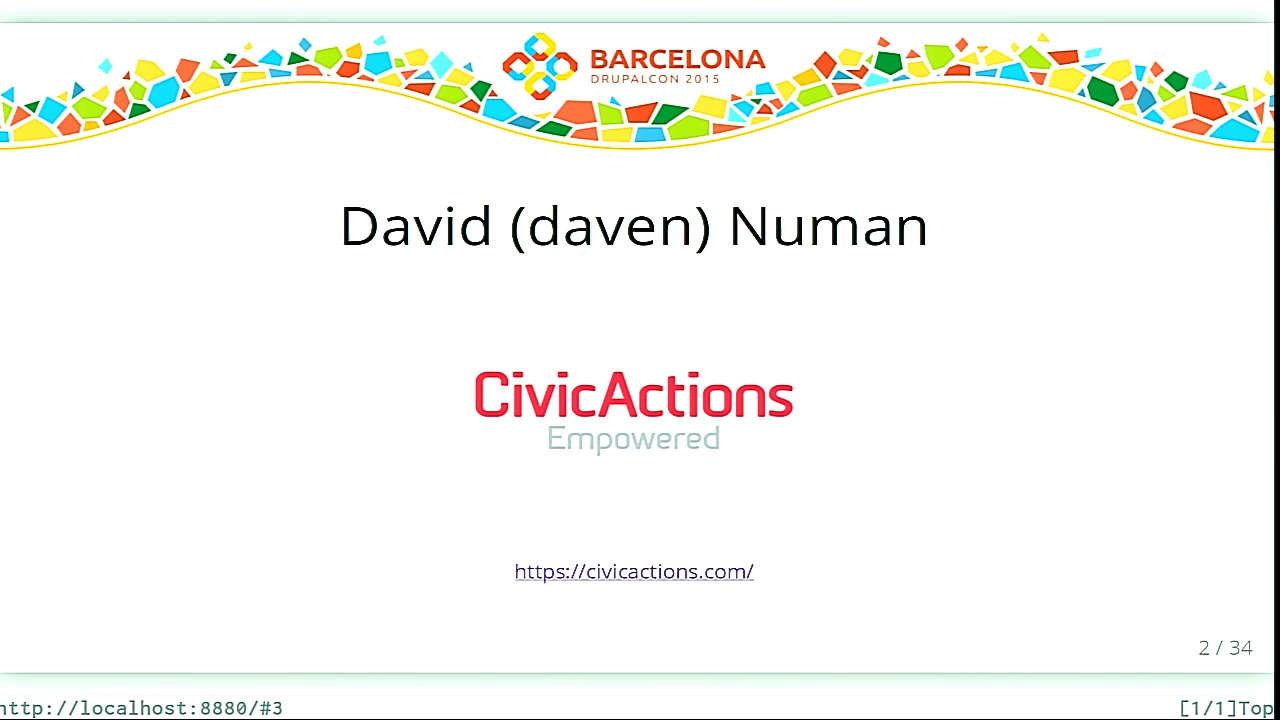 BARCELONA
DRUPALCON 2015
David (daven) Numan
CivicActions
Empowered
https://civicactions.com/
2 / 34
http://localhost:8880/#3
[1/1]Top